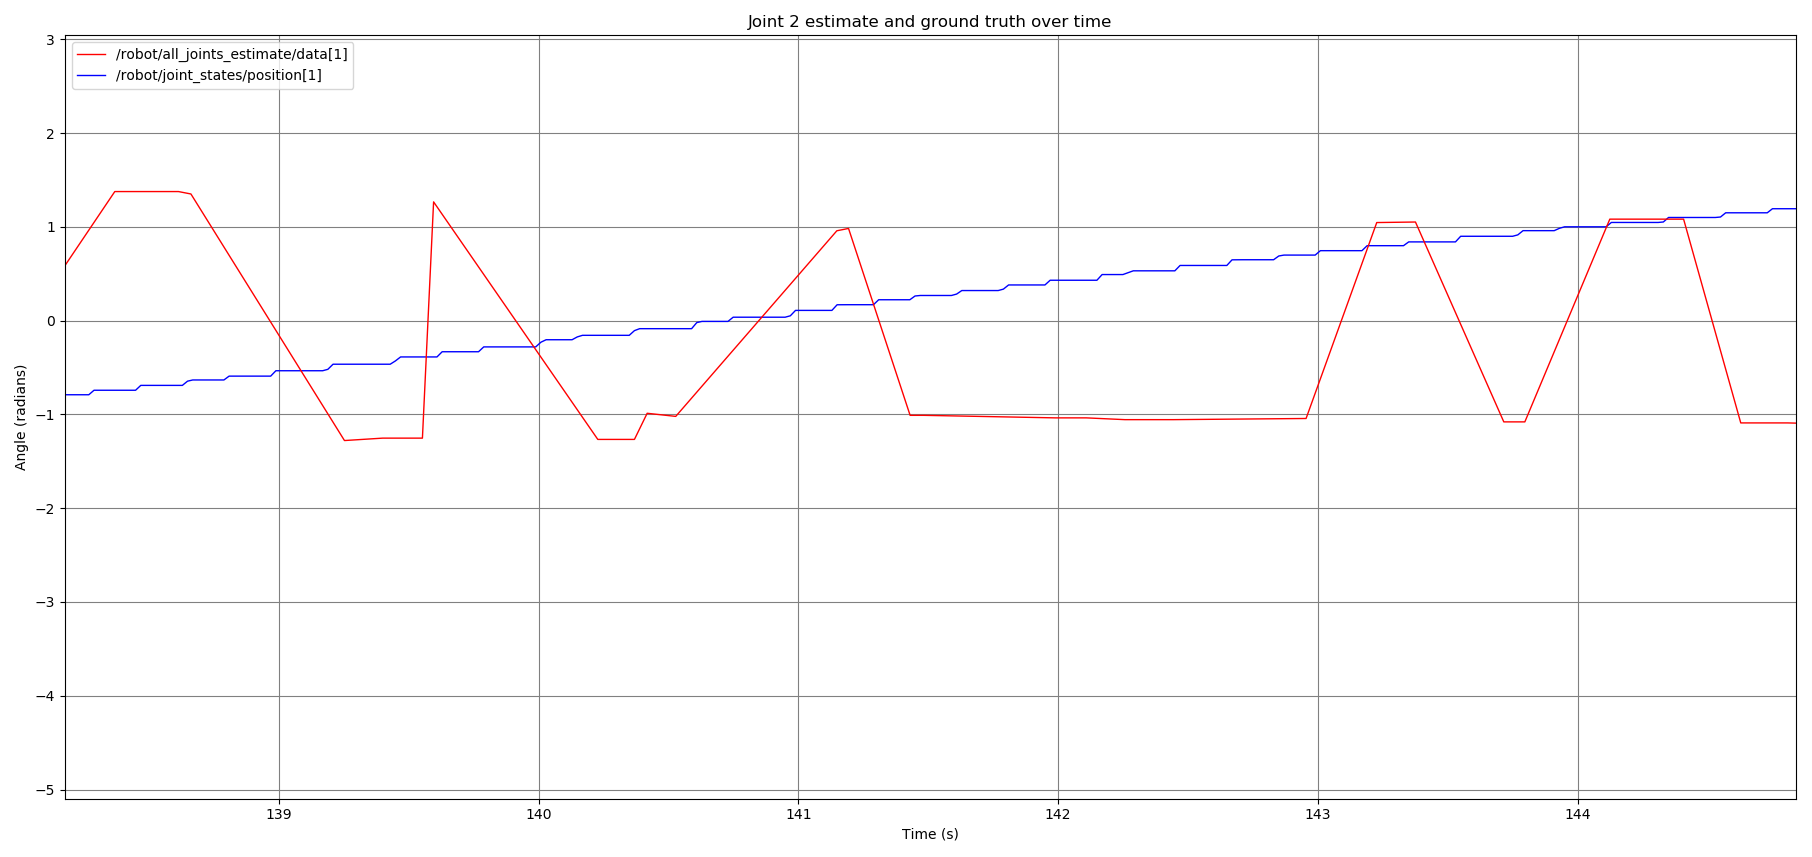 Joint 2 estimate and ground truth over time
/robot/all_joints_estimate/data[1]
/robot/joint_states/position[1]
3
2
1
0
−1
−2
−3
−4
−5
Angle (radians)
139 140 141 142 143 144
Time (s)